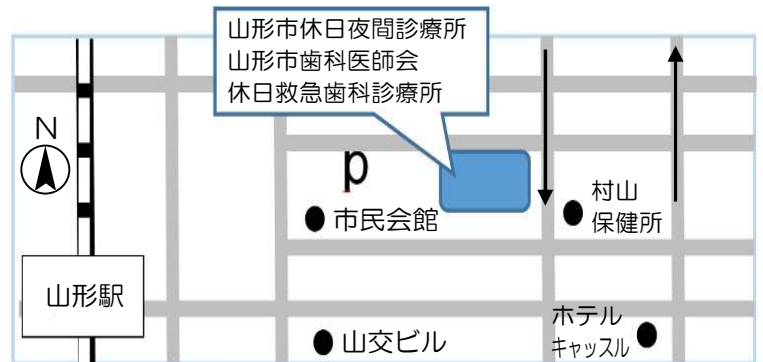 山形市休日夜間診療所
山形市歯科医師会
休日救急歯科診療所
N
p
村山
保健所
市民会館
山形駅
ホテル
キャッスル
山交ビル